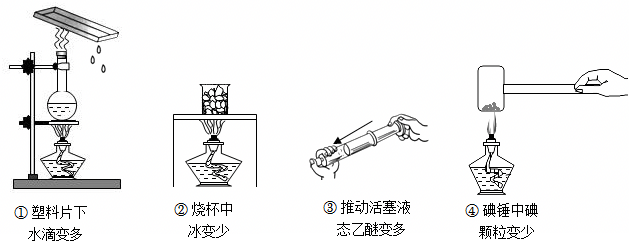 ①塑料片下
水滴变多
②烧杯中
冰变少
③推动活塞液
态乙醚变多
④碘锤中碘
颗粒变少